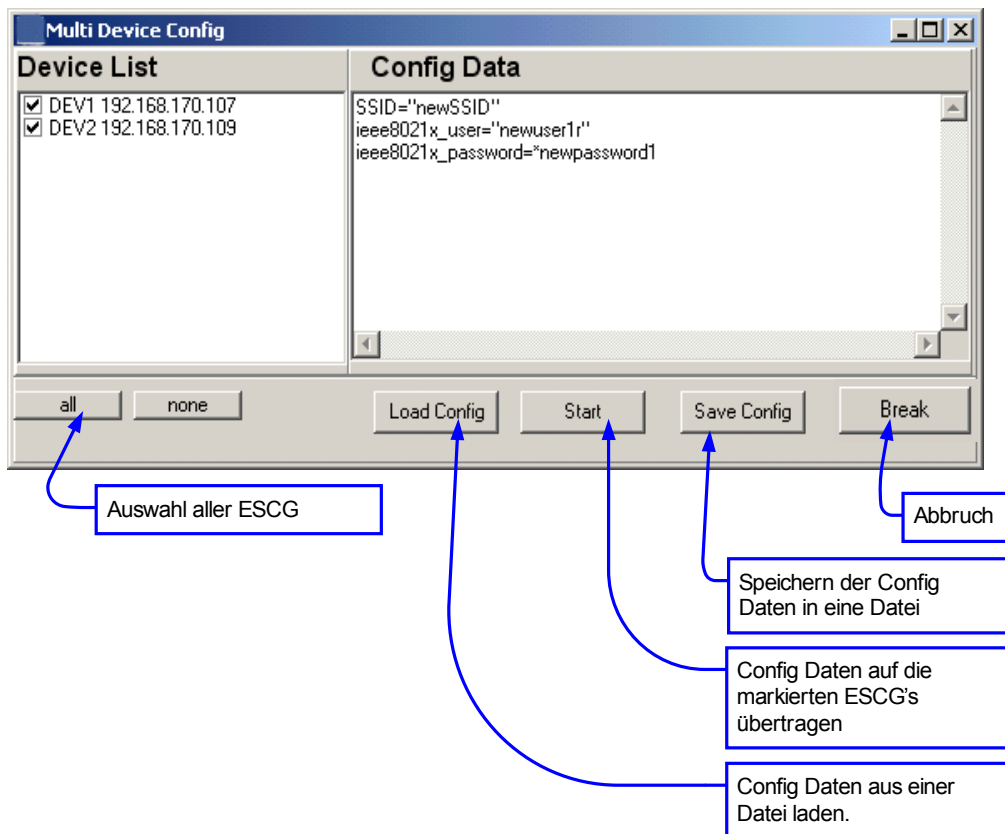 Multi Device Config
Device List
Config Data
DEV1 192.168.170.107
DEV2 192.168.170.109
SSID="newSSID"
ieee8021x_user="newuser1r"
ieee8021x_password=*newpassword1
all
none
Load Config
Start
Save Config
Break
Auswahl aller ESCG
Abbruch
Speichern der Config
Daten in eine Datei
Config Daten auf die
markierten ESCG's
übertragen
Config Daten aus einer
Datei laden.